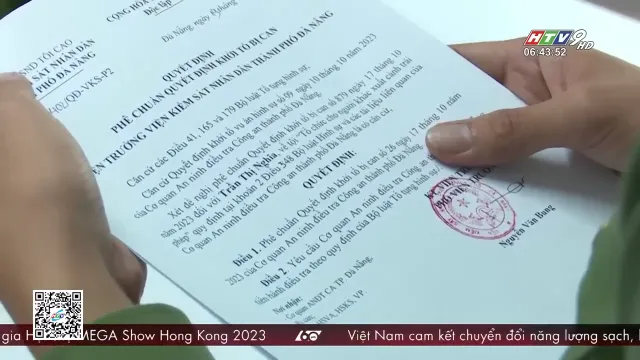 HTV9 HD
06:43:52
CỘNG HÒA
Độc lập
Đà Nẵng ngày tháng
ND TỐI CAO
SÁT NHÂN DÂN
PHỐ ĐÀ NẴNG
/QĐ-VKS-P2
QUYẾT ĐỊNH
PHÊ CHUẨN QUYẾT ĐỊNH KHỞI TỐ BỊ CAN
TRƯỞNG VIỆN KIỂM SÁT NHÂN DÂN THÀNH PHỐ ĐÀ NẴNG
Căn cứ các Điều 41, 165 và 179 Bộ luật Tố tụng hình sự;
Căn cứ Quyết định khởi tố vụ án hình sự số 09 ngày 10 tháng 10 năm 2023
của Cơ quan An ninh điều tra Công an thành phố Đà Nẵng.
Xét đề nghị phê chuẩn Quyết định khởi tố bị can số 879 ngày 17 tháng 10
năm 2023 đối với Trần Thị Nghĩa, về tội "Tổ chức cho người khác xuất cảnh trái
phép" quy định tại khoản 2 Điều 348 Bộ luật hình sự và các tài liệu liên quan của
Cơ quan An ninh điều tra Công an thành phố Đà Nẵng là có căn cứ,
QUYẾT ĐỊNH:
Điều 1. Phê chuẩn Quyết định khởi tố bị can số 26 ngày 17 tháng 10 năm
2023 của Cơ quan An ninh điều tra Công an thành phố Đà Nẵng.
Điều 2. Yêu cầu Cơ quan An ninh điều tra Công an
tiến hành điều tra theo quy định của Bộ luật Tố tụng hình sự.
Nơi nhận:
Cơ quan ANĐT CA TP Đà Nẵng,
HSKS, VP.
Nguyễn Văn Bung
gia H MEGA Show Hong Kong 2023 Việt Nam cam kết chuyển đổi năng lượng sạch,